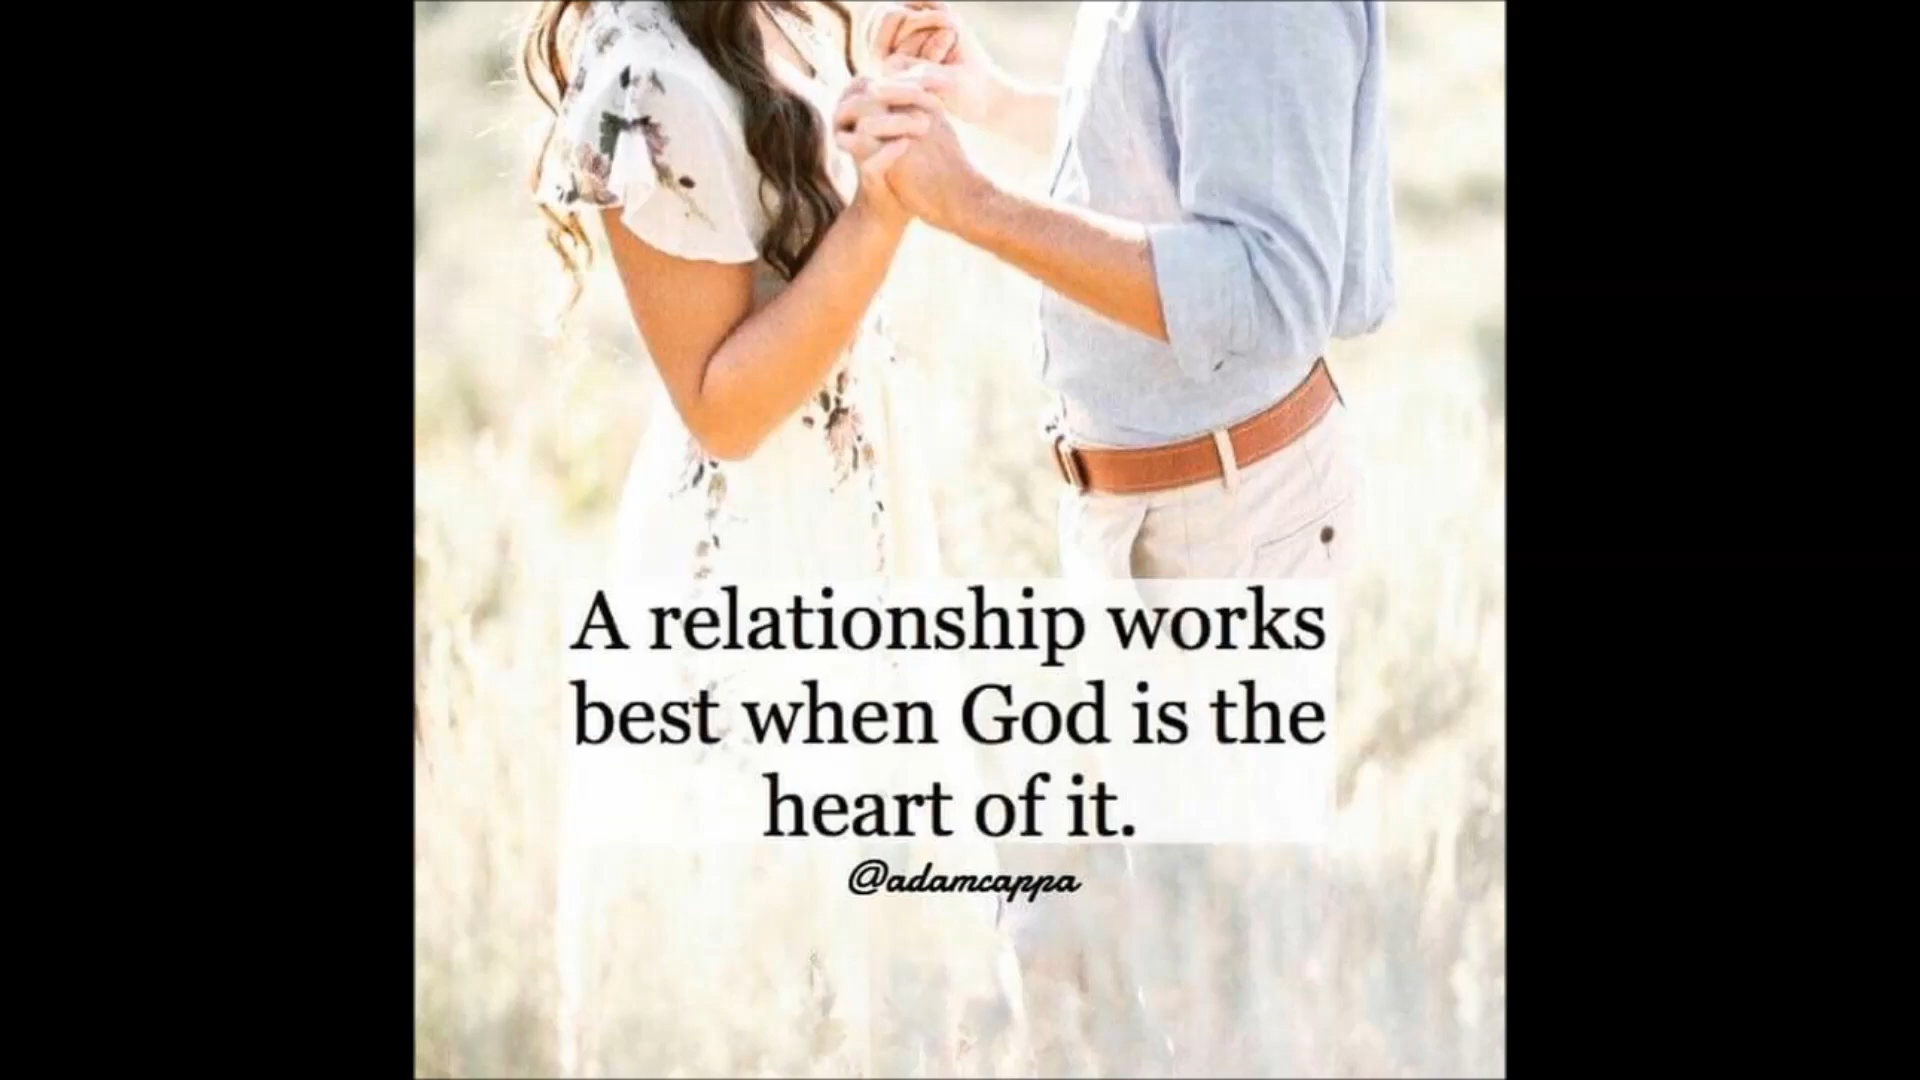 A relationship works
best when God is the
heart of it.
@adamcappa